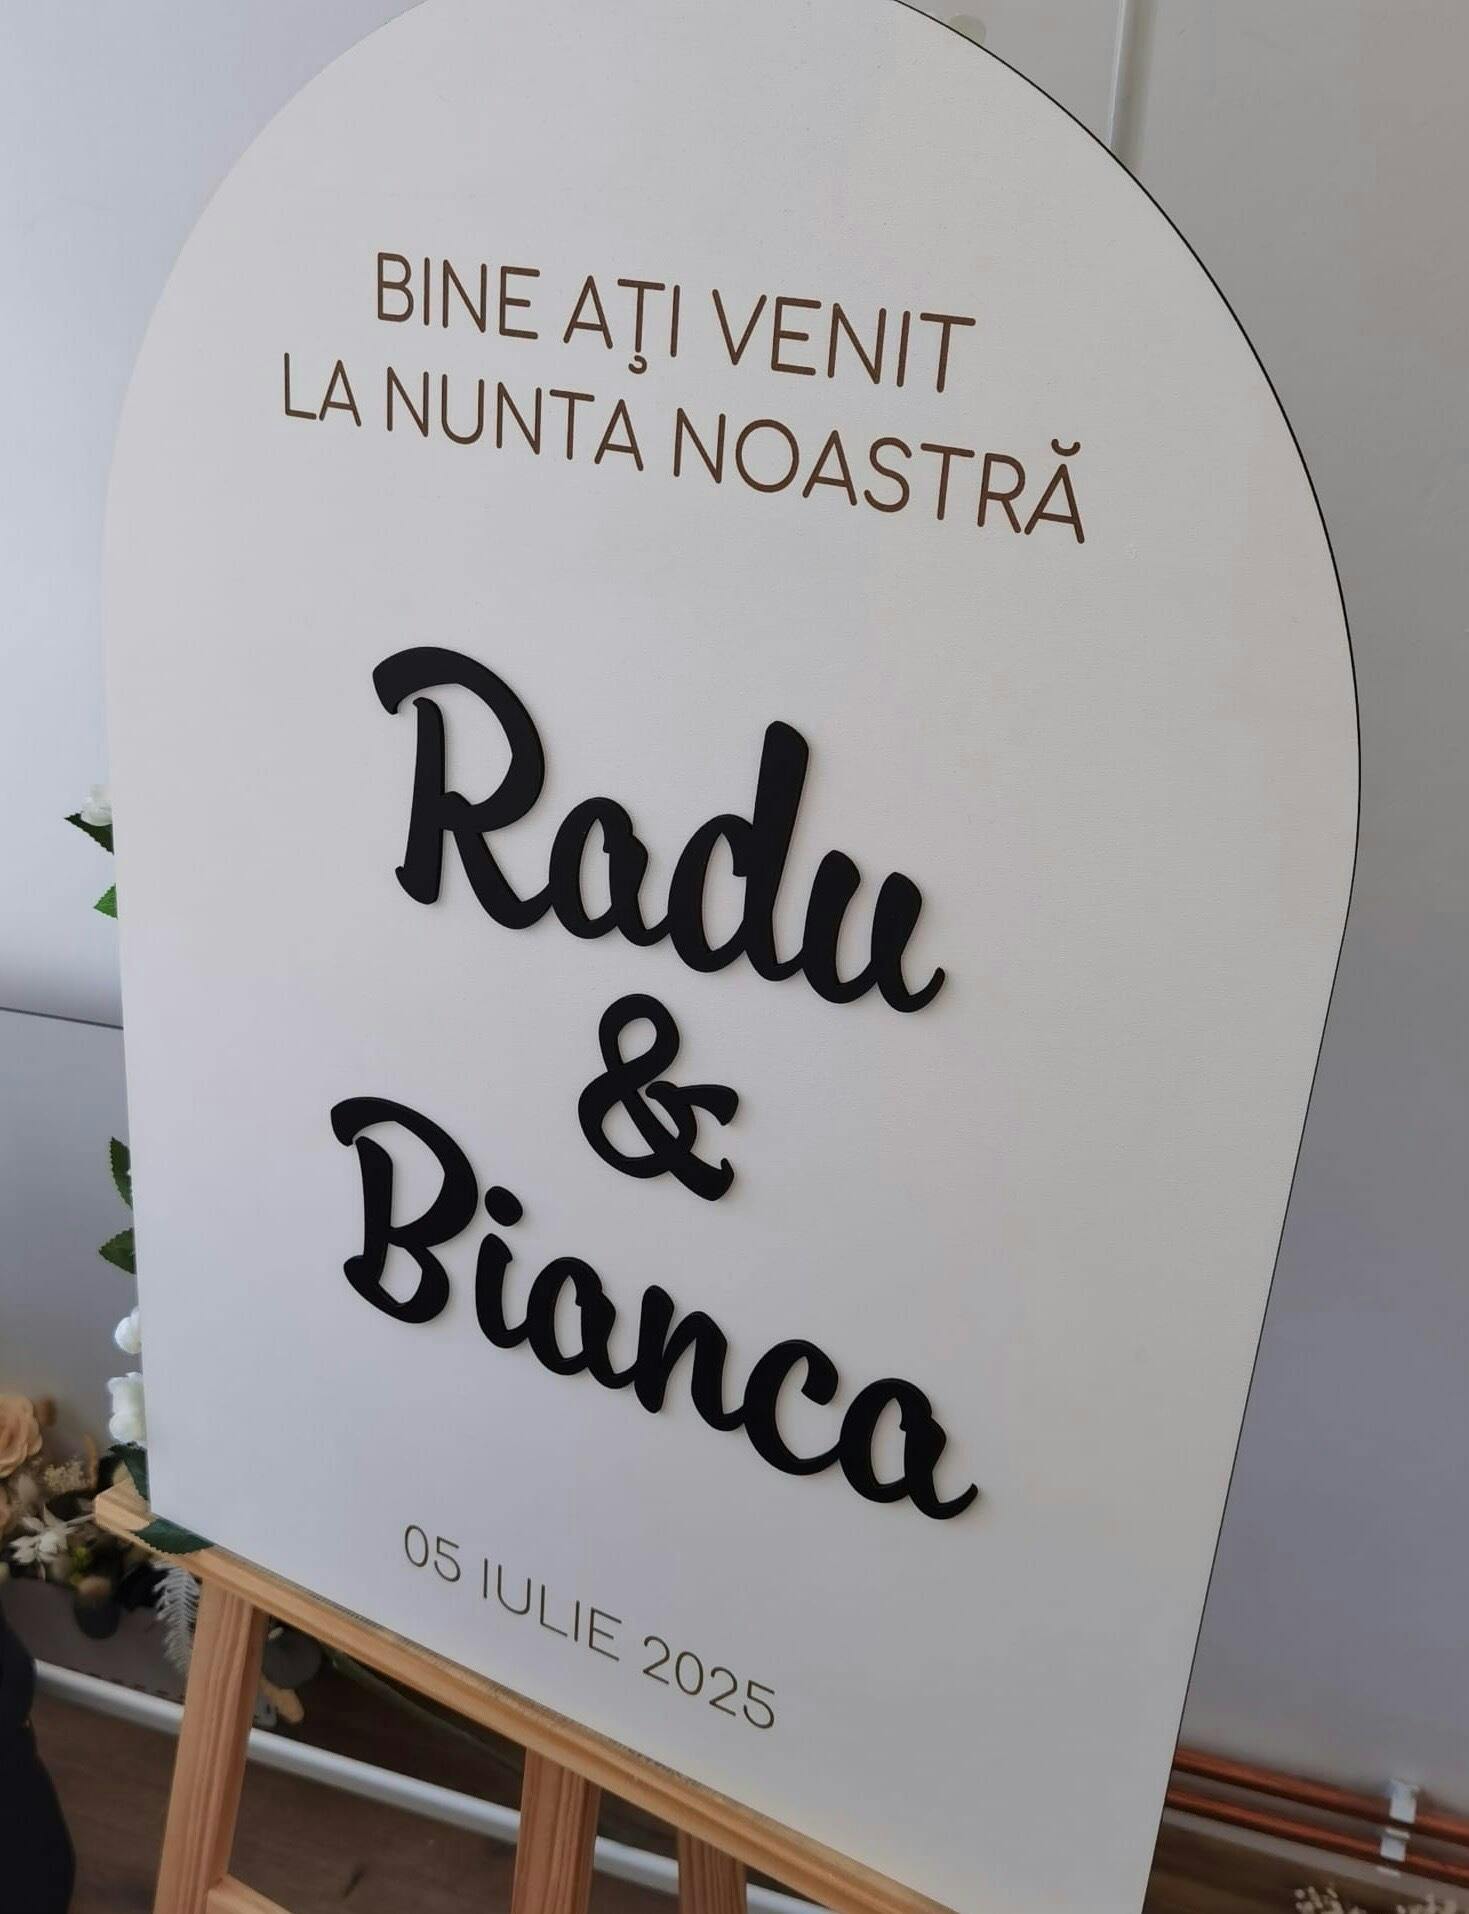 BINE AȚI VENIT
LA NUNTA NOASTRĂ
Radu
&
Bianca
05 IULIE 2025